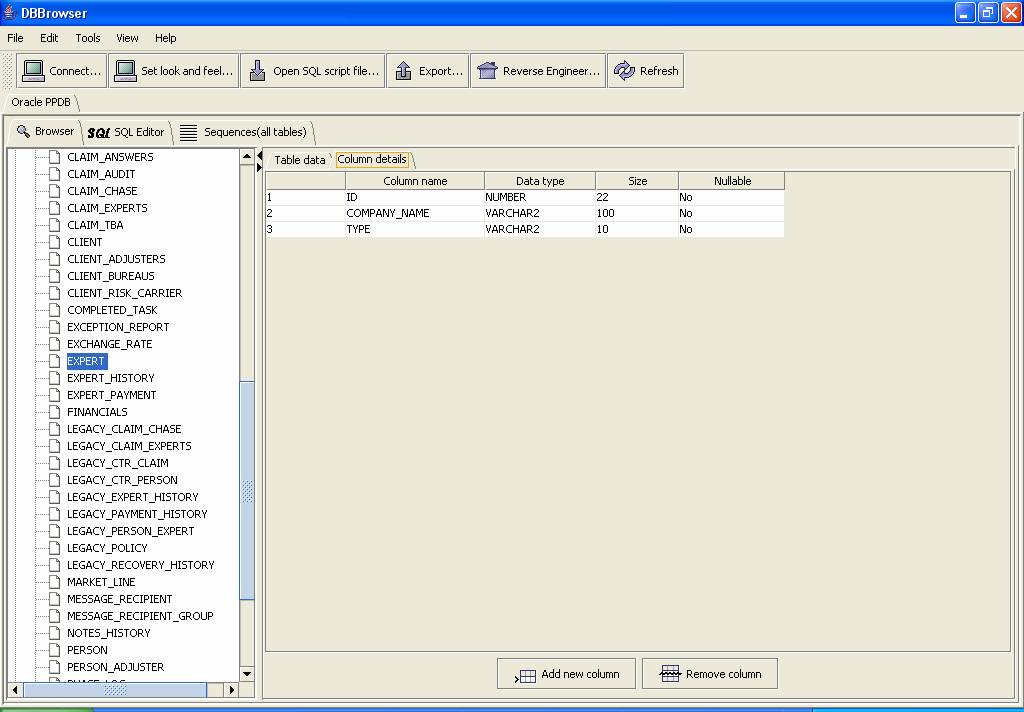 DBBrowser
File Edit Tools View Help
Connect... Set look and feel... Open SQL script file... Export... Reverse Engineer... Refresh
Oracle PPDB
Browser SQL SQL Editor Sequences(all tables)
CLAIM_ANSWERS
CLAIM_AUDIT
CLAIM_CHASE
CLAIM_EXPERTS
CLAIM_TBA
CLIENT
CLIENT_ADJUSTERS
CLIENT_BUREAUS
CLIENT_RISK_CARRIER
COMPLETED_TASK
EXCEPTION_REPORT
EXCHANGE_RATE
EXPERT
EXPERT_HISTORY
EXPERT_PAYMENT
FINANCIALS
LEGACY_CLAIM_CHASE
LEGACY_CLAIM_EXPERTS
LEGACY_CTR_CLAIM
LEGACY_CTR_PERSON
LEGACY_EXPERT_HISTORY
LEGACY_PAYMENT_HISTORY
LEGACY_PERSON_EXPERT
LEGACY_POLICY
LEGACY_RECOVERY_HISTORY
MARKET_LINE
MESSAGE_RECIPIENT
MESSAGE_RECIPIENT_GROUP
NOTES_HISTORY
PERSON
PERSON_ADJUSTER
Table data Column details
Column name Data type Size Nullable
1 ID NUMBER 22 No
2 COMPANY_NAME VARCHAR2 100 No
3 TYPE VARCHAR2 10 No
Add new column Remove column